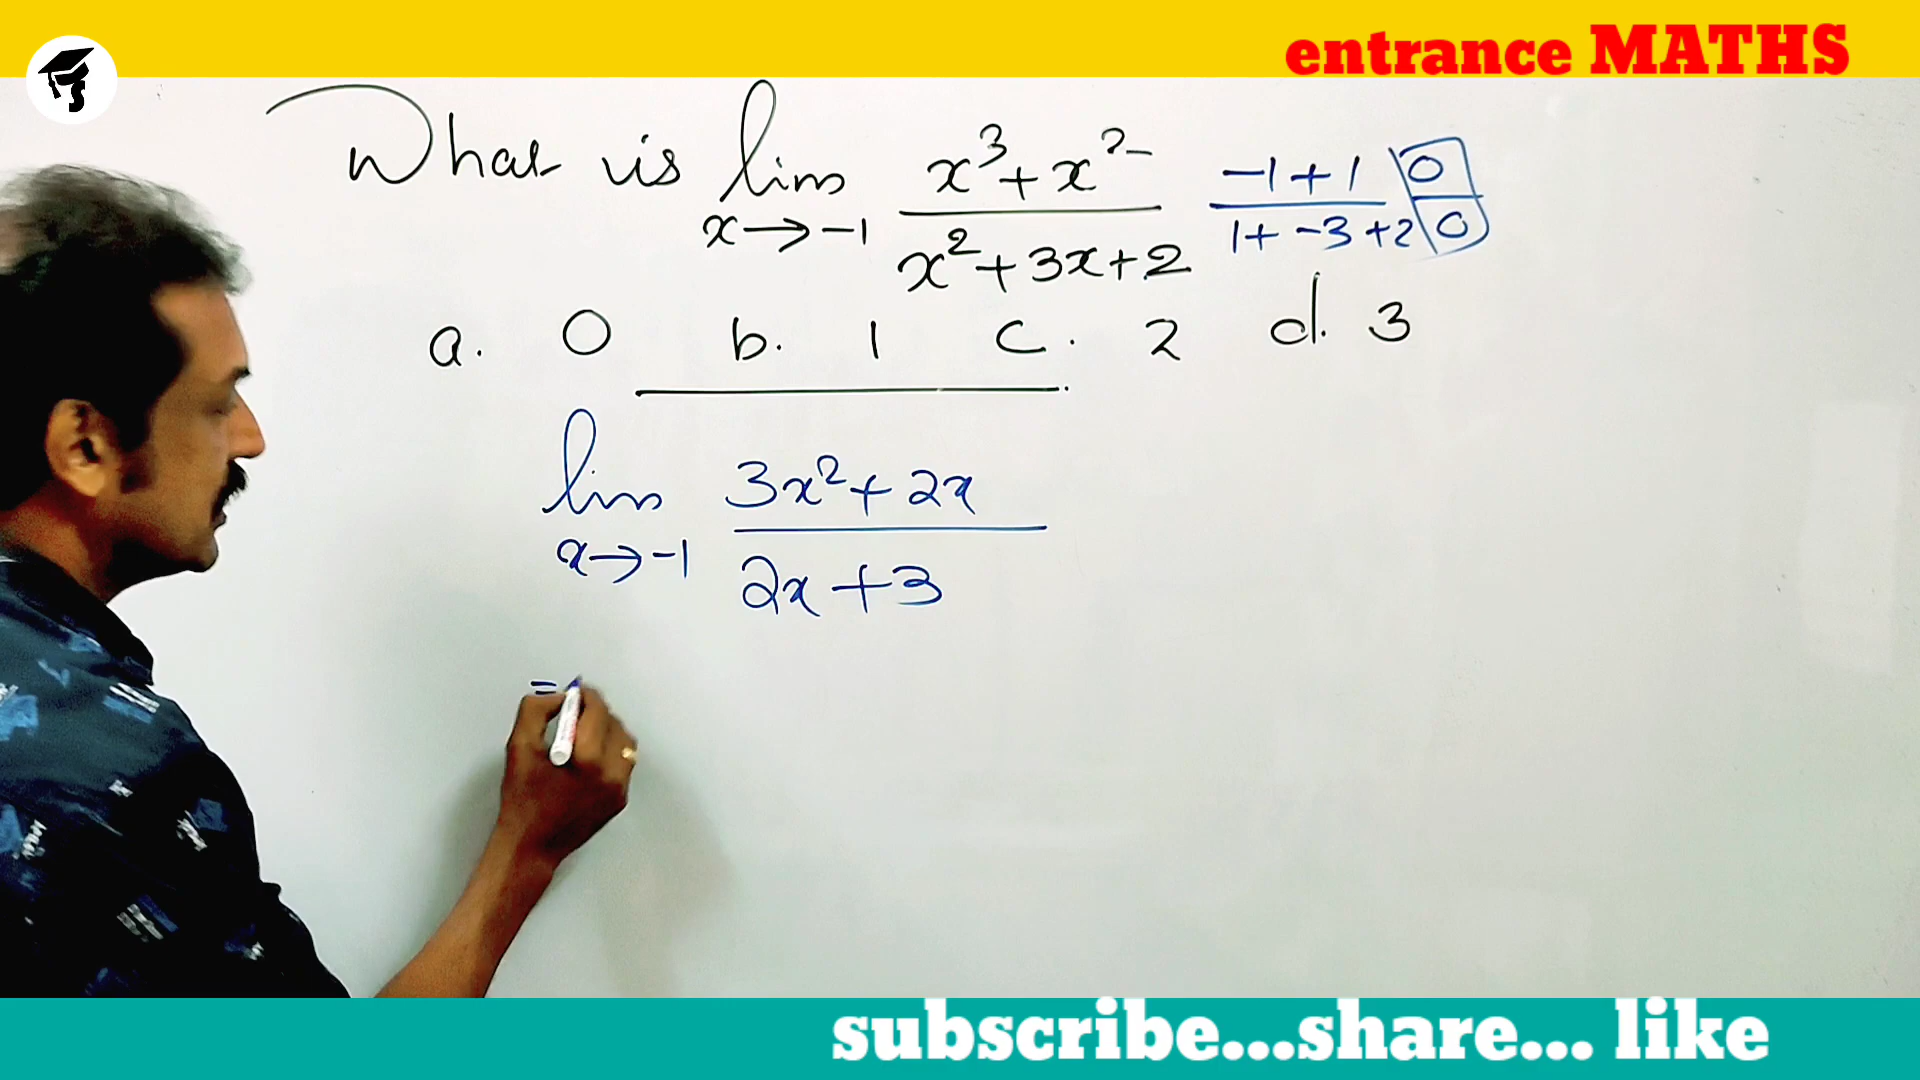 entrance MATHS
What is lim x→-1 (x³+x²)/(x²+3x+2) (-1+1)/(1+-3+2) 0/0
a. 0 b. 1 c. 2 d. 3
lim x→-1 (3x²+2x)/(2x+3)
=
subscribe...share... like